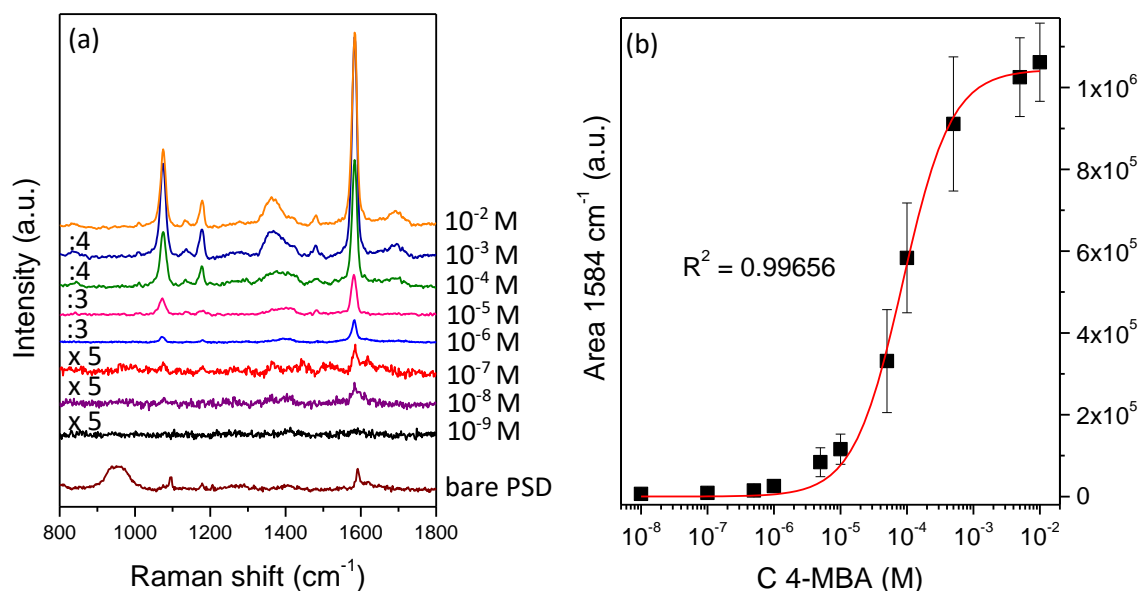 (a)
Intensity (a.u.)
10⁻² M
:4
10⁻³ M
:4
10⁻⁴ M
:3
10⁻⁵ M
:3
10⁻⁶ M
x 5
10⁻⁷ M
x 5
10⁻⁸ M
x 5
10⁻⁹ M
bare PSD
800 1000 1200 1400 1600 1800
Raman shift (cm⁻¹)
(b)
Area 1584 cm⁻¹ (a.u.)
R² = 0.99656
1x10⁶
8x10⁵
6x10⁵
4x10⁵
2x10⁵
0
10⁻⁸ 10⁻⁷ 10⁻⁶ 10⁻⁵ 10⁻⁴ 10⁻³ 10⁻²
C 4-MBA (M)